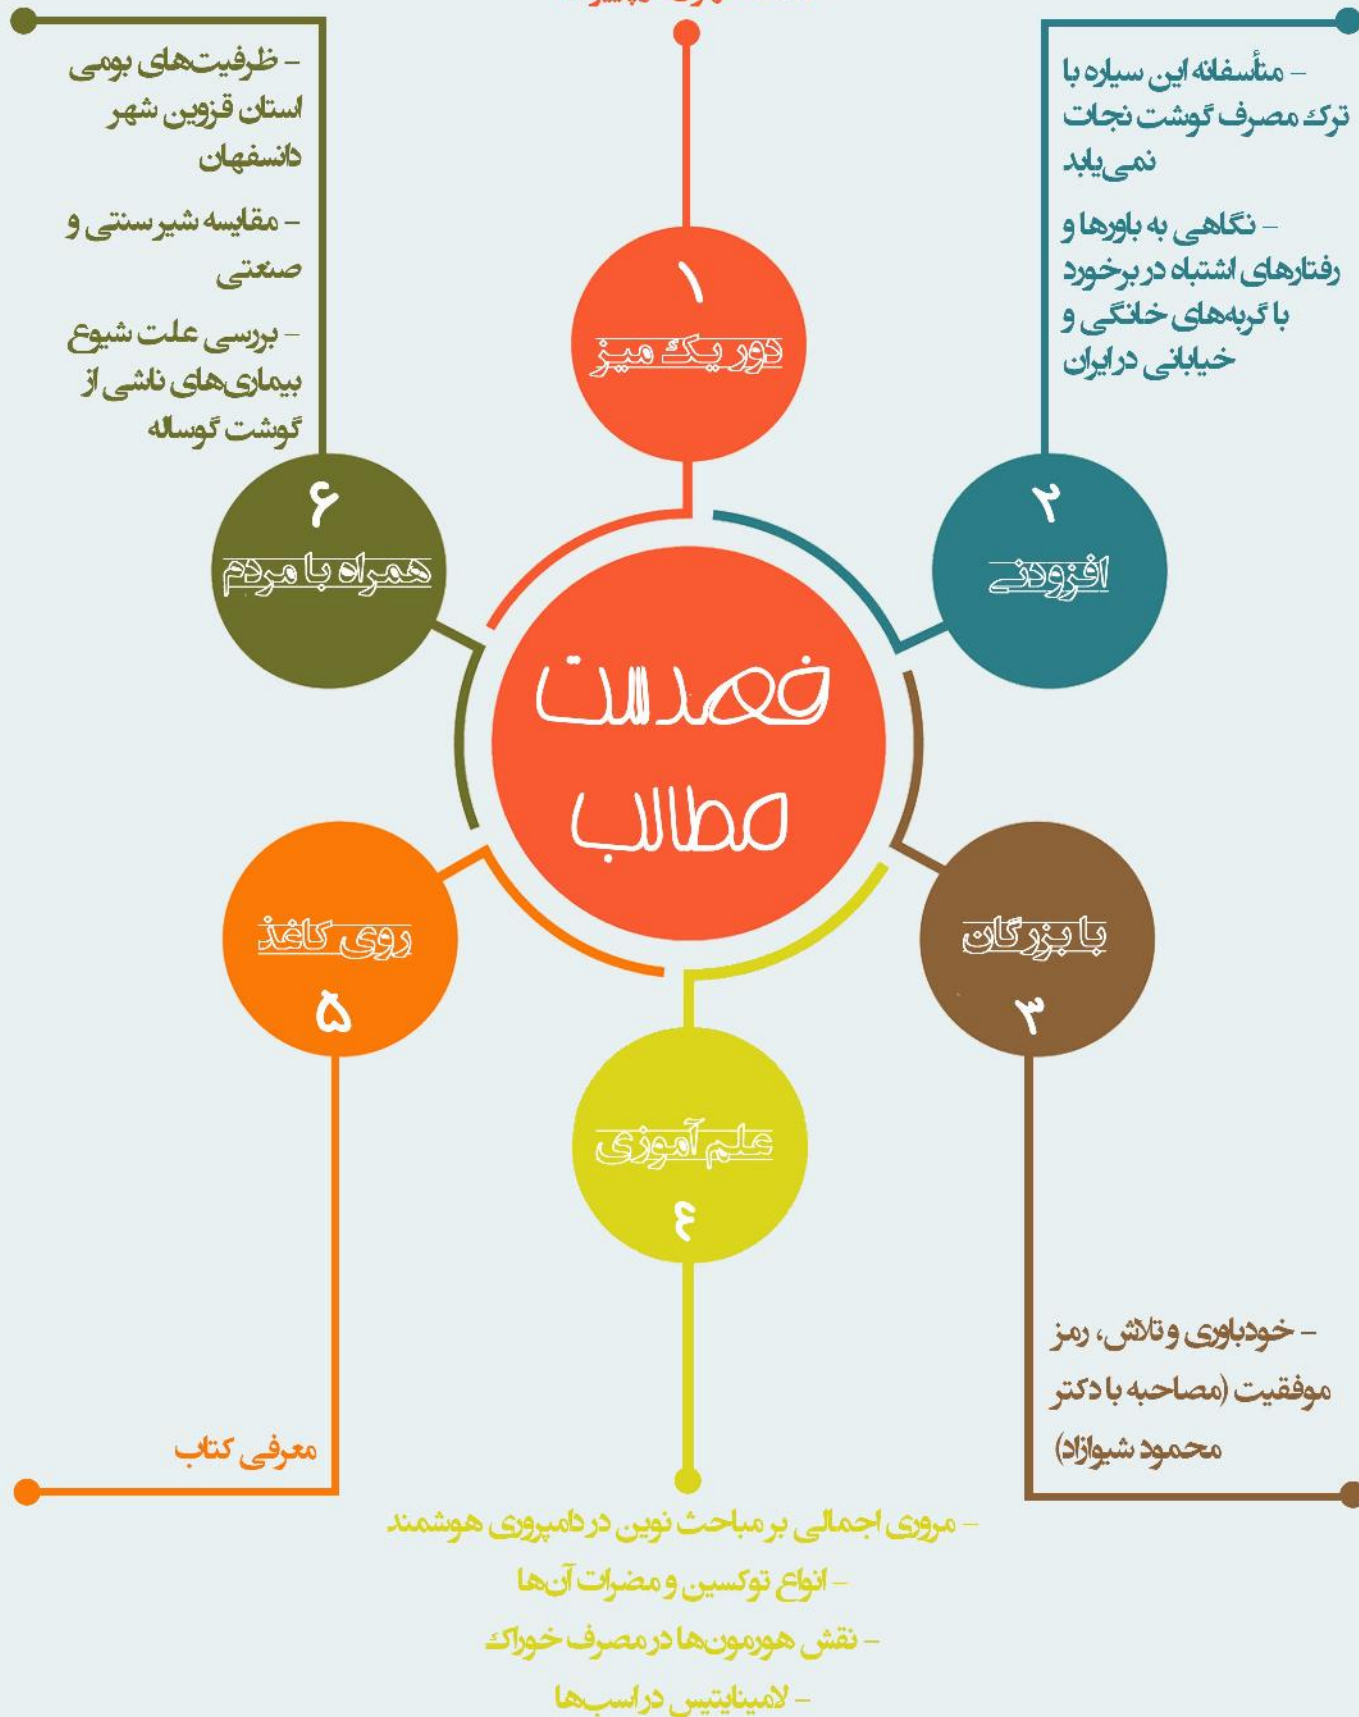 فهرست
مطالب
۱
دور یک میز
۲
افزودنی
- متأسفانه این سیاره با
ترک مصرف گوشت نجات
نمی‌یابد
- نگاهی به باورها و
رفتارهای اشتباه در برخورد
با گربه‌های خانگی و
خیابانی در ایران
با بزرگان
۳
- خودباوری و تلاش، رمز
موفقیت (مصاحبه با دکتر
محمود شیوازاد)
علم آموزی
٤
- مروری اجمالی بر مباحث نوین در دامپروری هوشمند
- انواع توکسین و مضرات آن‌ها
- نقش هورمون‌ها در مصرف خوراک
- لامینایتیس در اسب‌ها
روی کاغذ
۵
معرفی کتاب
۶
همراه با مردم
- ظرفیت‌های بومی
استان قزوین شهر
دانسفهان
- مقایسه شیر سنتی و
صنعتی
- بررسی علت شیوع
بیماری‌های ناشی از
گوشت گوساله